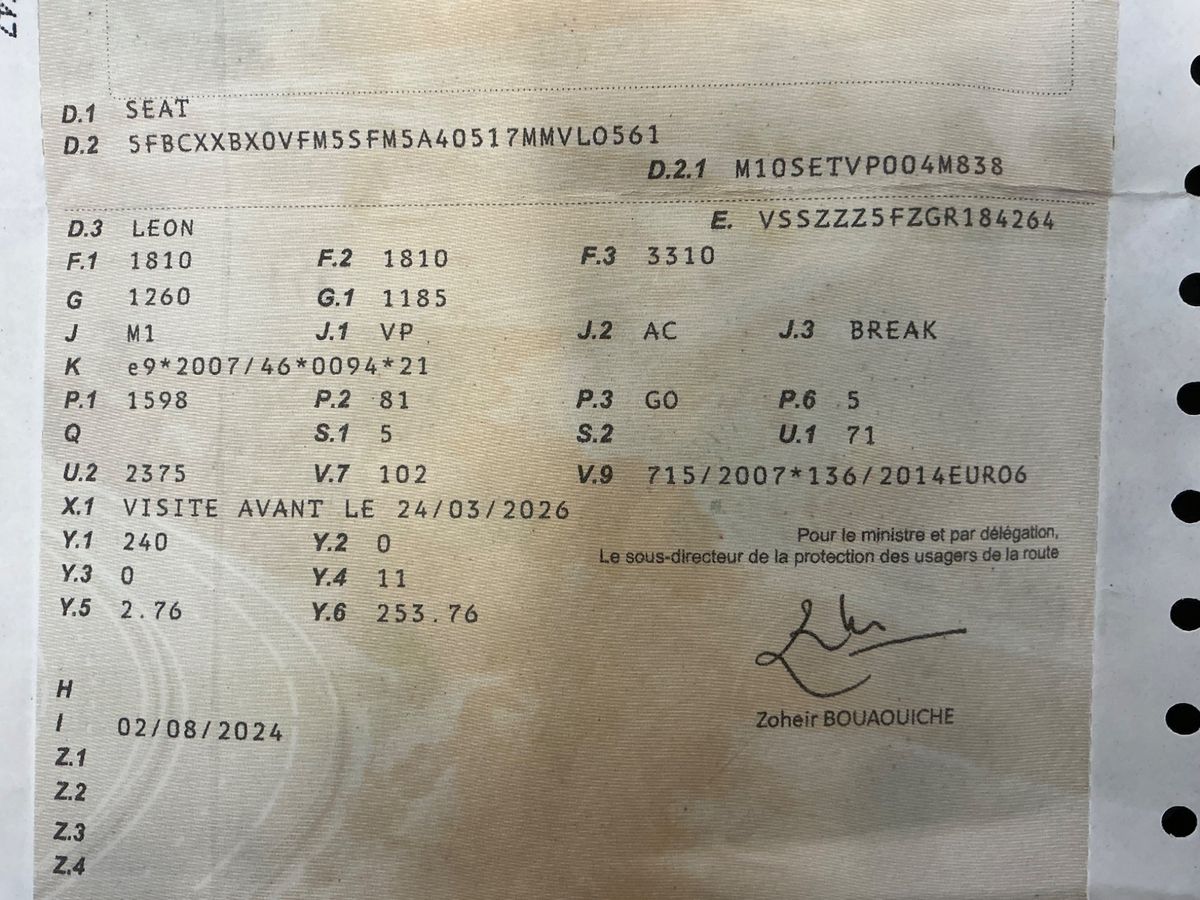 D.1 SEAT
D.2 5FBCXXBX0VFM5SFM5A40517MMVLO561
D.2.1 M10SETVP004M838
D.3 LEON E. VSSZZZ5FZGR184264
F.1 1810 F.2 1810 F.3 3310
G 1260 G.1 1185
J M1 J.1 VP J.2 AC J.3 BREAK
K e9*2007/46*0094*21
P.1 1598 P.2 81 P.3 GO P.6 5
Q S.1 5 S.2 U.1 71
U.2 2375 V.7 102 V.9 715/2007*136/2014EURO6
X.1 VISITE AVANT LE 24/03/2026
Y.1 240 Y.2 0
Pour le ministre et par délégation,
Le sous-directeur de la protection des usagers de la route
Y.3 0 Y.4 11
Y.5 2.76 Y.6 253.76
H
I 02/08/2024
Zoheir BOUAOUICHE
Z.1
Z.2
Z.3
Z.4